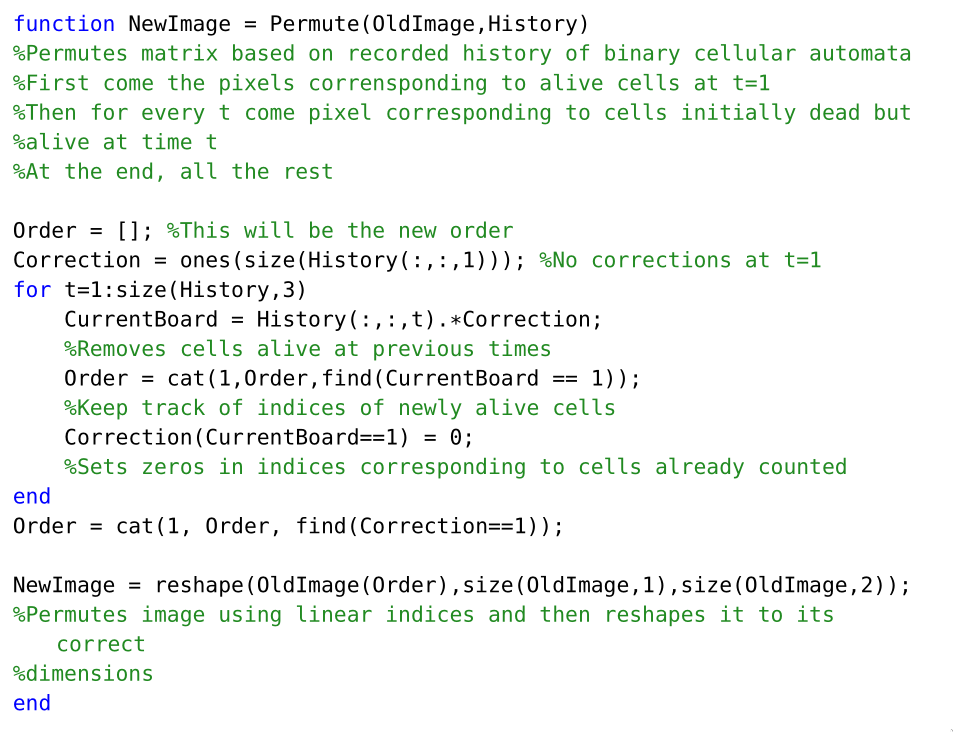 function NewImage = Permute(OldImage,History)
%Permutes matrix based on recorded history of binary cellular automata
%First come the pixels corrensponding to alive cells at t=1
%Then for every t come pixel corresponding to cells initially dead but
%alive at time t
%At the end, all the rest
Order = []; %This will be the new order
Correction = ones(size(History(:,:,1))); %No corrections at t=1
for t=1:size(History,3)
    CurrentBoard = History(:,:,t).*Correction;
    %Removes cells alive at previous times
    Order = cat(1,Order,find(CurrentBoard == 1));
    %Keep track of indices of newly alive cells
    Correction(CurrentBoard==1) = 0;
    %Sets zeros in indices corresponding to cells already counted
end
Order = cat(1, Order, find(Correction==1));
NewImage = reshape(OldImage(Order),size(OldImage,1),size(OldImage,2));
%Permutes image using linear indices and then reshapes it to its
correct
%dimensions
end